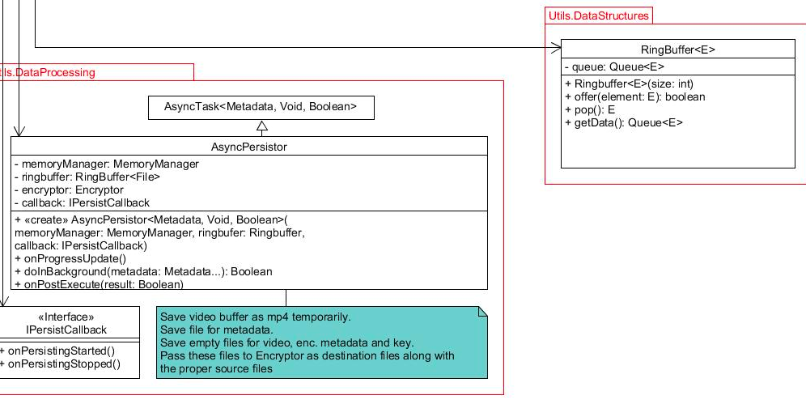 Utils.DataStructures
RingBuffer<E>
- queue: Queue<E>
+ Ringbuffer<E>(size: int)
+ offer(element: E): boolean
+ pop(): E
+ getData(): Queue<E>
ils.DataProcessing
AsyncTask<Metadata, Void, Boolean>
AsyncPersistor
- memoryManager: MemoryManager
- ringbuffer: RingBuffer<File>
- encryptor: Encryptor
- callback: IPersistCallback
+ «create» AsyncPersistor<Metadata, Void, Boolean>(
memoryManager: MemoryManager, ringbufer: Ringbuffer,
callback: IPersistCallback)
+ onProgressUpdate()
+ doInBackground(metadata: Metadata...): Boolean
+ onPostExecute(result: Boolean)
«Interface»
IPersistCallback
+ onPersistingStarted()
+ onPersistingStopped()
Save video buffer as mp4 temporarily.
Save file for metadata.
Save empty files for video, enc. metadata and key.
Pass these files to Encryptor as destination files along with
the proper source files